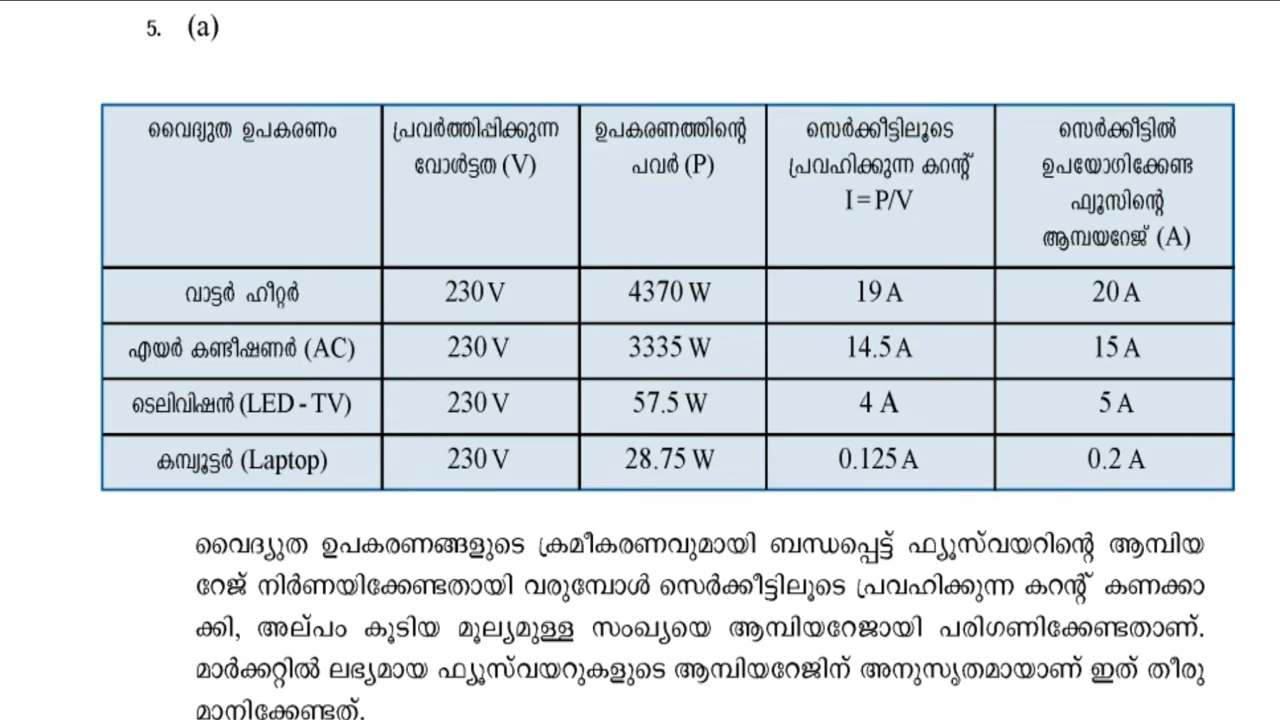 5. (a)
വൈദ്യുത ഉപകരണം
പ്രവർത്തിപ്പിക്കുന്ന
വോൾട്ടത (V)
ഉപകരണത്തിന്റെ
പവർ (P)
സെർക്കീട്ടിലൂടെ
പ്രവഹിക്കുന്ന കറന്റ്
I = P/V
സെർക്കീട്ടിൽ
ഉപയോഗിക്കേണ്ട
ഫ്യൂസിന്റെ
ആമ്പയറേജ് (A)
വാട്ടർ ഹീറ്റർ 230 V 4370 W 19 A 20 A
എയർ കണ്ടീഷണർ (AC) 230 V 3335 W 14.5 A 15 A
ടെലിവിഷൻ (LED - TV) 230 V 57.5 W 4 A 5 A
കമ്പ്യൂട്ടർ (Laptop) 230 V 28.75 W 0.125 A 0.2 A
വൈദ്യുത ഉപകരണങ്ങളുടെ ക്രമീകരണവുമായി ബന്ധപ്പെട്ട് ഫ്യൂസ്‌വയറിന്റെ ആമ്പിയ
റേജ് നിർണയിക്കേണ്ടതായി വരുമ്പോൾ സെർക്കീട്ടിലൂടെ പ്രവഹിക്കുന്ന കറന്റ് കണക്കാ
ക്കി, അല്പം കൂടിയ മൂല്യമുള്ള സംഖ്യയെ ആമ്പിയറേജായി പരിഗണിക്കേണ്ടതാണ്.
മാർക്കറ്റിൽ ലഭ്യമായ ഫ്യൂസ്‌വയറുകളുടെ ആമ്പിയറേജിന് അനുസൃതമായാണ് ഇത് തീരു
മാനിക്കേണ്ടത്.